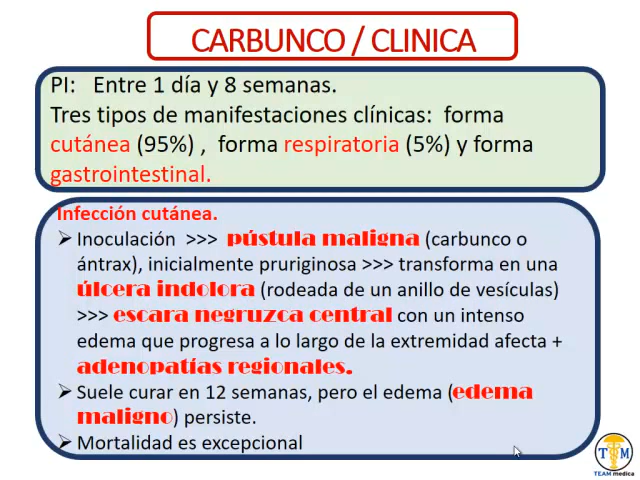 CARBUNCO / CLINICA
PI: Entre 1 día y 8 semanas.
Tres tipos de manifestaciones clínicas: forma
cutánea (95%) , forma respiratoria (5%) y forma
gastrointestinal.
Infección cutánea.
➢ Inoculación >>> pústula maligna (carbunco o
ántrax), inicialmente pruriginosa >>> transforma en una
úlcera indolora (rodeada de un anillo de vesículas)
>>> escara negruzca central con un intenso
edema que progresa a lo largo de la extremidad afecta +
adenopatías regionales.
➢ Suele curar en 12 semanas, pero el edema (edema
maligno) persiste.
➢ Mortalidad es excepcional
T M
TEAM medica